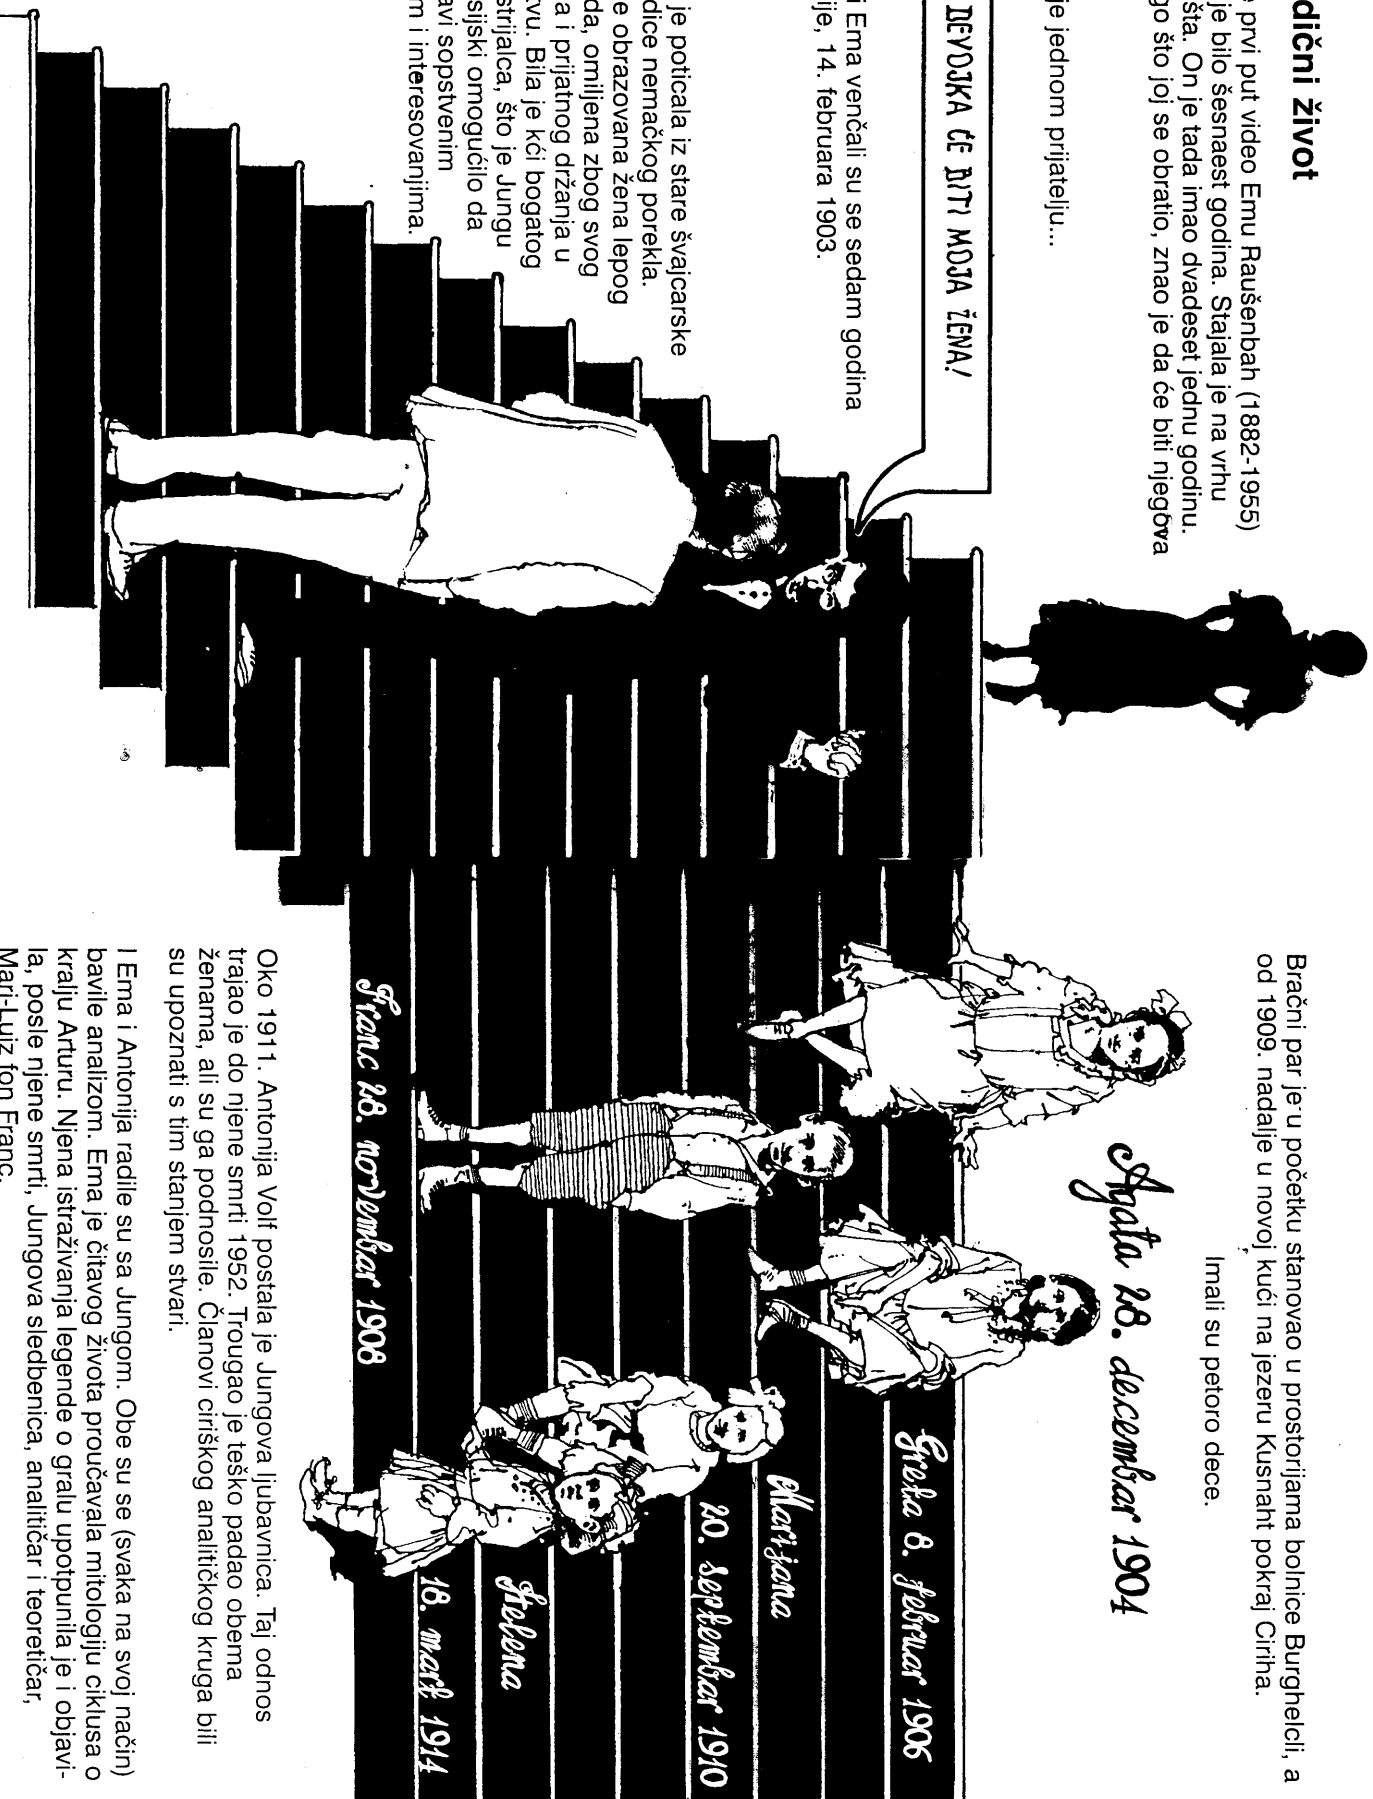 dični život
prvi put video Emu Raušenbah (1882-1955)
je bilo šesnaest godina. Stajala je na vrhu
šta. On je tada imao dvadeset jednu godinu.
go što joj se obratio, znao je da će biti njegova
je jednom prijatelju...
DEVOJKA ĆE BITI MOJA ŽENA!
i Ema venčali su se sedam godina
ije, 14. februara 1903.
je poticala iz stare švajcarske
dice nemačkog porekla.
e obrazovana žena lepog
da, omiljena zbog svog
a i prijatnog držanja u
tvu. Bila je kći bogatog
strijalca, što je Jungu
sijski omogućilo da
avi sopstvenim
m i interesovanjima.
Bračni par je u početku stanovao u prostorijama bolnice Burghelcli, a
od 1909. nadalje u novoj kući na jezeru Kusnaht pokraj Ciriha.
Imali su petoro dece.
Agata 28. decembar 1904
Greta 8. februar 1906
Marijana
20. septembar 1910
Helena
18. mart 1914
Franc 28. novembar 1908
Oko 1911. Antonija Volf postala je Jungova ljubavnica. Taj odnos
trajao je do njene smrti 1952. Trougao je teško padao obema
ženama, ali su ga podnosile. Članovi ciriškog analitičkog kruga bili
su upoznati s tim stanjem stvari.
I Ema i Antonija radile su sa Jungom. Obe su se (svaka na svoj način)
bavile analizom. Ema je čitavog života proučavala mitologiju ciklusa o
kralju Arturu. Njena istraživanja legende o gralu upotpunila je i objavi-
la, posle njene smrti, Jungova sledbenica, analitičar i teoretičar,
Mari-Luiz fon Franc.